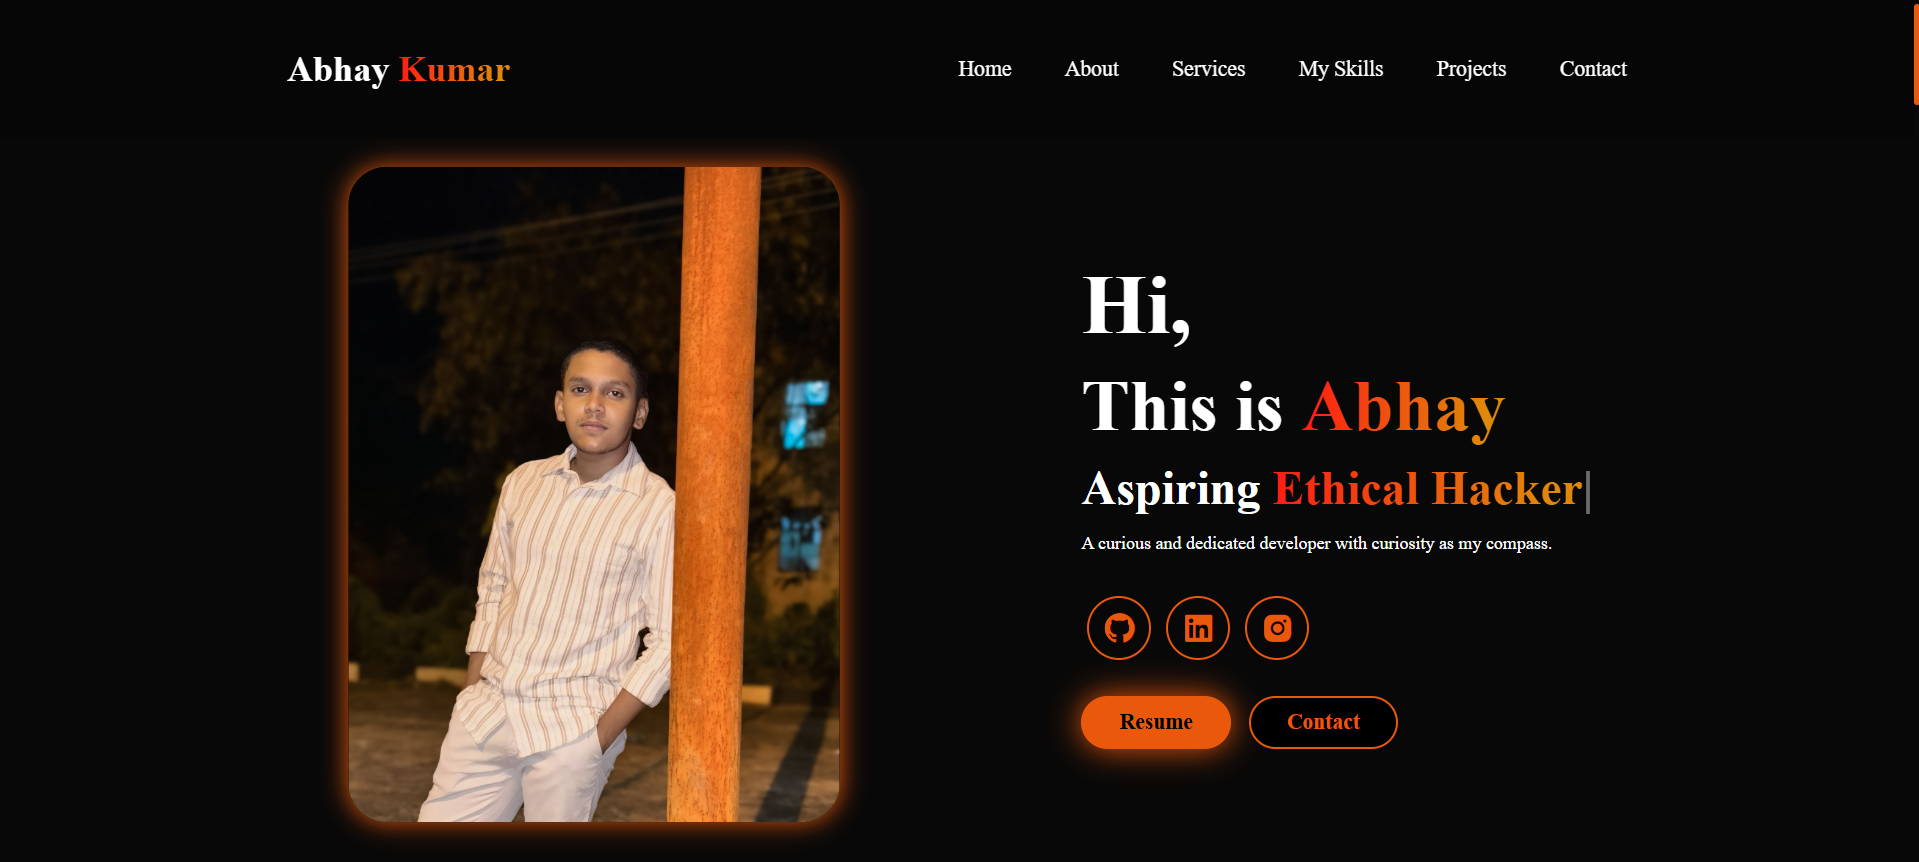 Abhay Kumar
Home About Services My Skills Projects Contact
Hi,
This is Abhay
Aspiring Ethical Hacker|
A curious and dedicated developer with curiosity as my compass.
in
Resume Contact